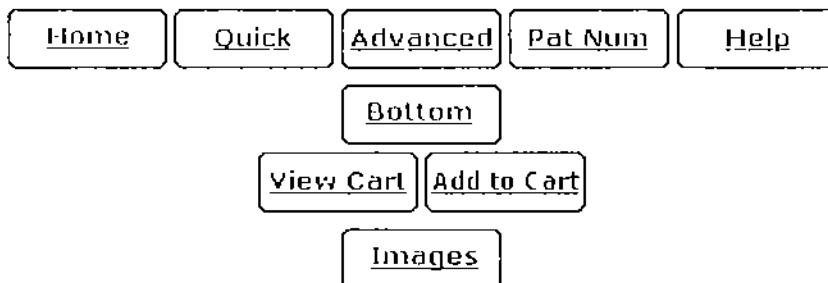 Home Quick Advanced Pat Num Help
Bottom
View Cart Add to Cart
Images